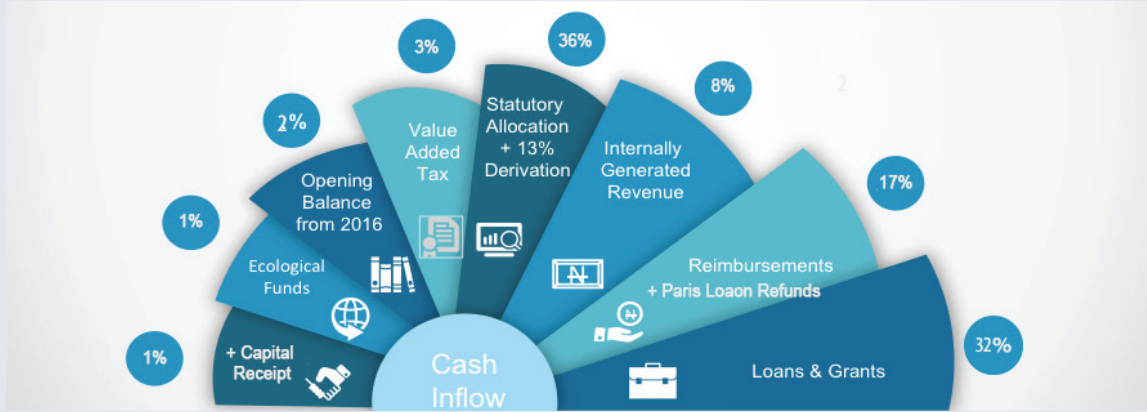 1%
+ Capital
Receipt
1%
Ecological
Funds
2%
Opening
Balance
from 2016
3%
Value
Added
Tax
36%
Statutory
Allocation
+ 13%
Derivation
8%
Internally
Generated
Revenue
17%
Reimbursements
+ Paris Loaon Refunds
32%
Loans & Grants
Cash
Inflow
2